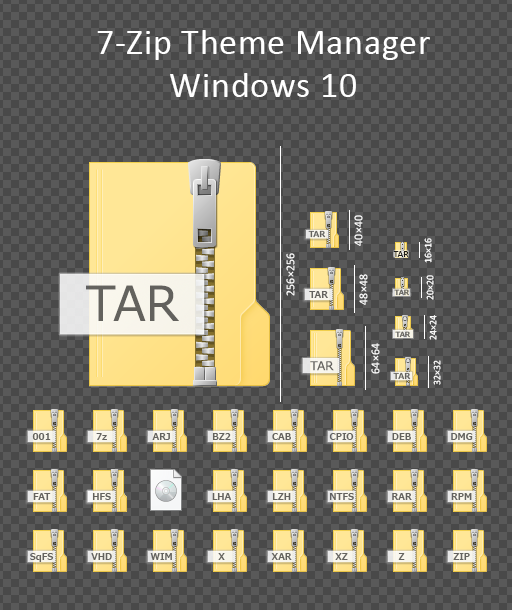 7-Zip Theme Manager
Windows 10
TAR
256×256
TAR
40×40
TAR
48×48
TAR
64×64
TAR
16×16
TAR
20×20
TAR
24×24
TAR
32×32
001 7z ARJ BZ2 CAB CPIO DEB DMG
FAT HFS LHA LZH NTFS RAR RPM
SqFS VHD WIM X XAR XZ Z ZIP